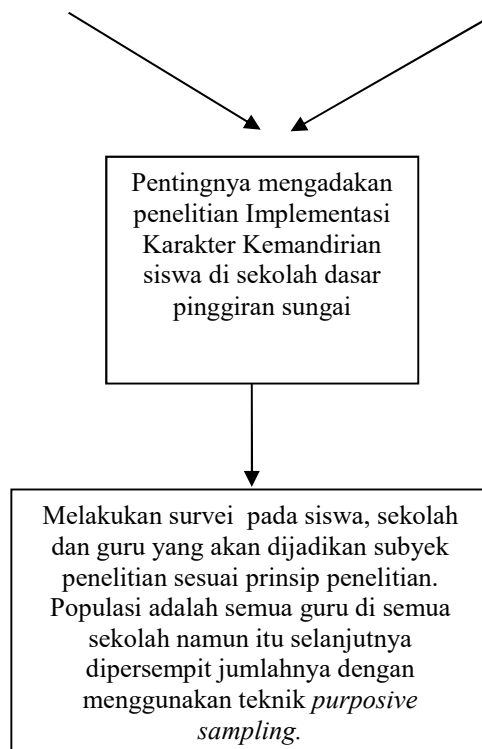 Pentingnya mengadakan
penelitian Implementasi
Karakter Kemandirian
siswa di sekolah dasar
pinggiran sungai
Melakukan survei pada siswa, sekolah
dan guru yang akan dijadikan subyek
penelitian sesuai prinsip penelitian.
Populasi adalah semua guru di semua
sekolah namun itu selanjutnya
dipersempit jumlahnya dengan
menggunakan teknik purposive
sampling.